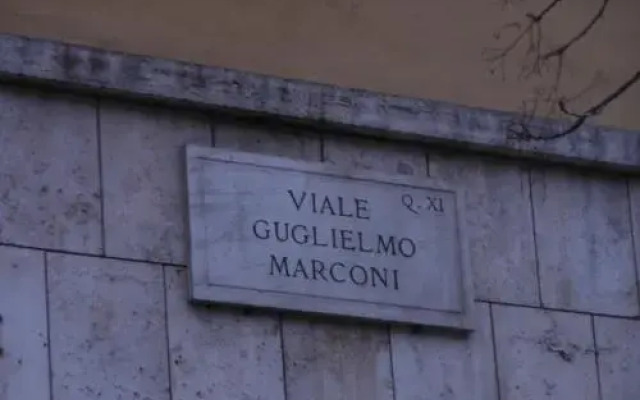 VIALE Q. XI
GUGLIELMO
MARCONI